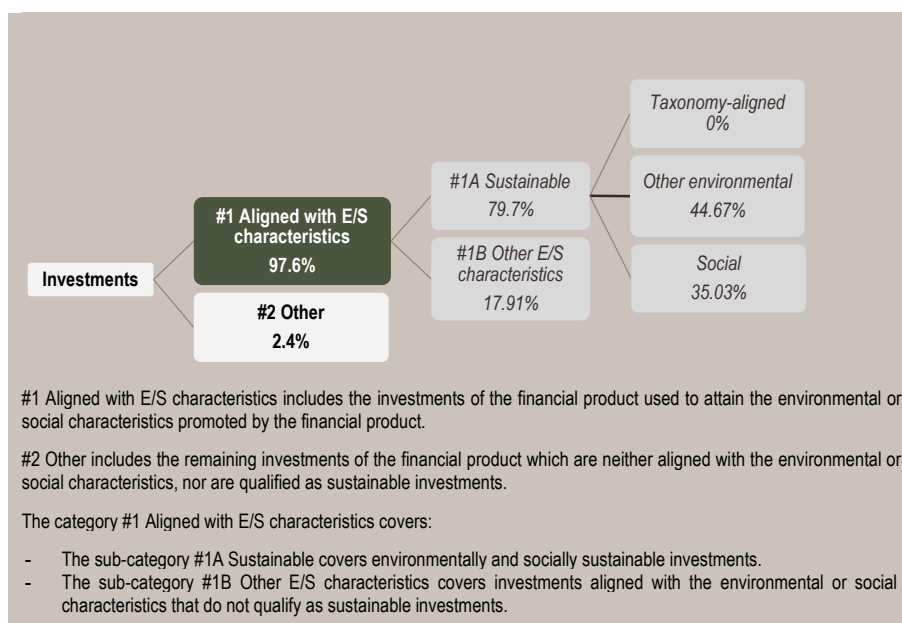 Taxonomy-aligned
0%
#1A Sustainable
79.7%
Other environmental
44.67%
#1 Aligned with E/S
characteristics
97.6%
#1B Other E/S
characteristics
17.91%
Social
35.03%
Investments
#2 Other
2.4%
#1 Aligned with E/S characteristics includes the investments of the financial product used to attain the environmental or
social characteristics promoted by the financial product.
#2 Other includes the remaining investments of the financial product which are neither aligned with the environmental or
social characteristics, nor are qualified as sustainable investments.
The category #1 Aligned with E/S characteristics covers:
- The sub-category #1A Sustainable covers environmentally and socially sustainable investments.
- The sub-category #1B Other E/S characteristics covers investments aligned with the environmental or social
characteristics that do not qualify as sustainable investments.